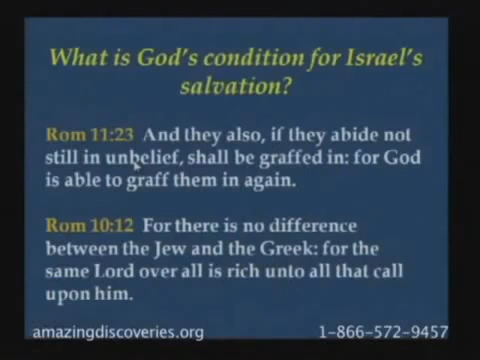 What is God's condition for Israel's
salvation?
Rom 11:23 And they also, if they abide not
still in unbelief, shall be graffed in: for God
is able to graff them in again.
Rom 10:12 For there is no difference
between the Jew and the Greek: for the
same Lord over all is rich unto all that call
upon him.
amazingdiscoveries.org 1-866-572-9457